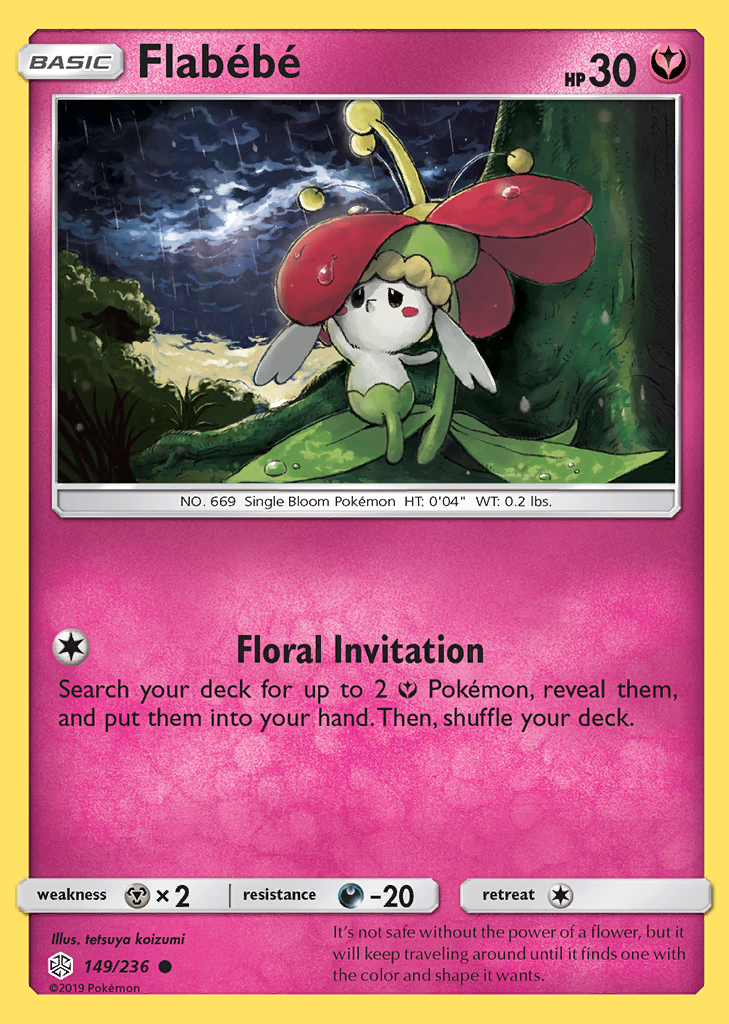 BASIC Flabébé HP 30
NO. 669 Single Bloom Pokémon HT: 0'04" WT: 0.2 lbs.
Floral Invitation
Search your deck for up to 2 Pokémon, reveal them,
and put them into your hand. Then, shuffle your deck.
weakness × 2 resistance -20 retreat
Illus. tetsuya koizumi
149/236
©2019 Pokémon
It's not safe without the power of a flower, but it
will keep traveling around until it finds one with
the color and shape it wants.